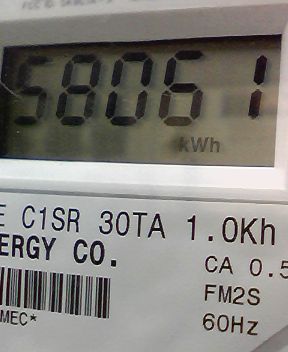 58061
kWh
E C1SR 30TA 1.0Kh
ERGY CO.
CA 0.5
FM2S
MEC*
60Hz